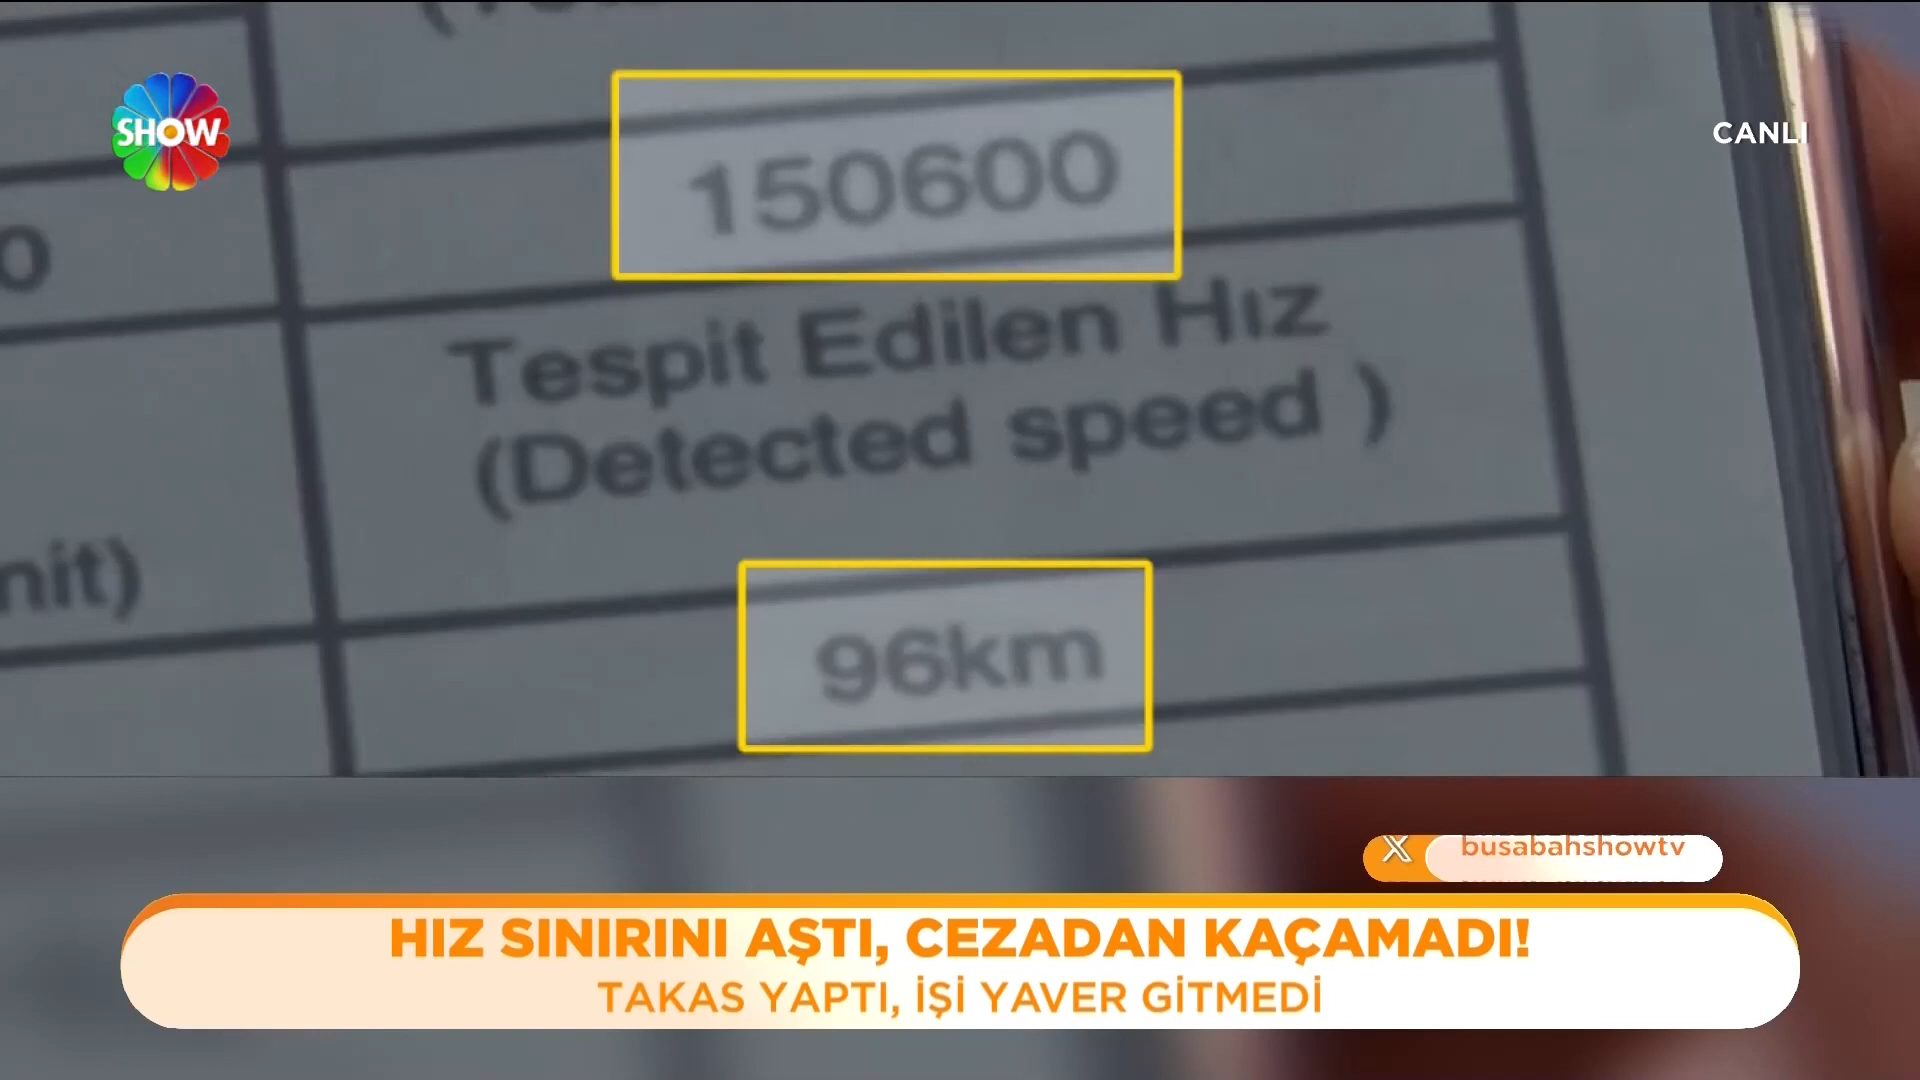 SHOW
CANLI
150600
Tespit Edilen Hız
(Detected speed )
nit)
96km
busabahshowtv
HIZ SINIRINI AŞTI, CEZADAN KAÇAMADI!
TAKAS YAPTI, İŞİ YAVER GİTMEDİ